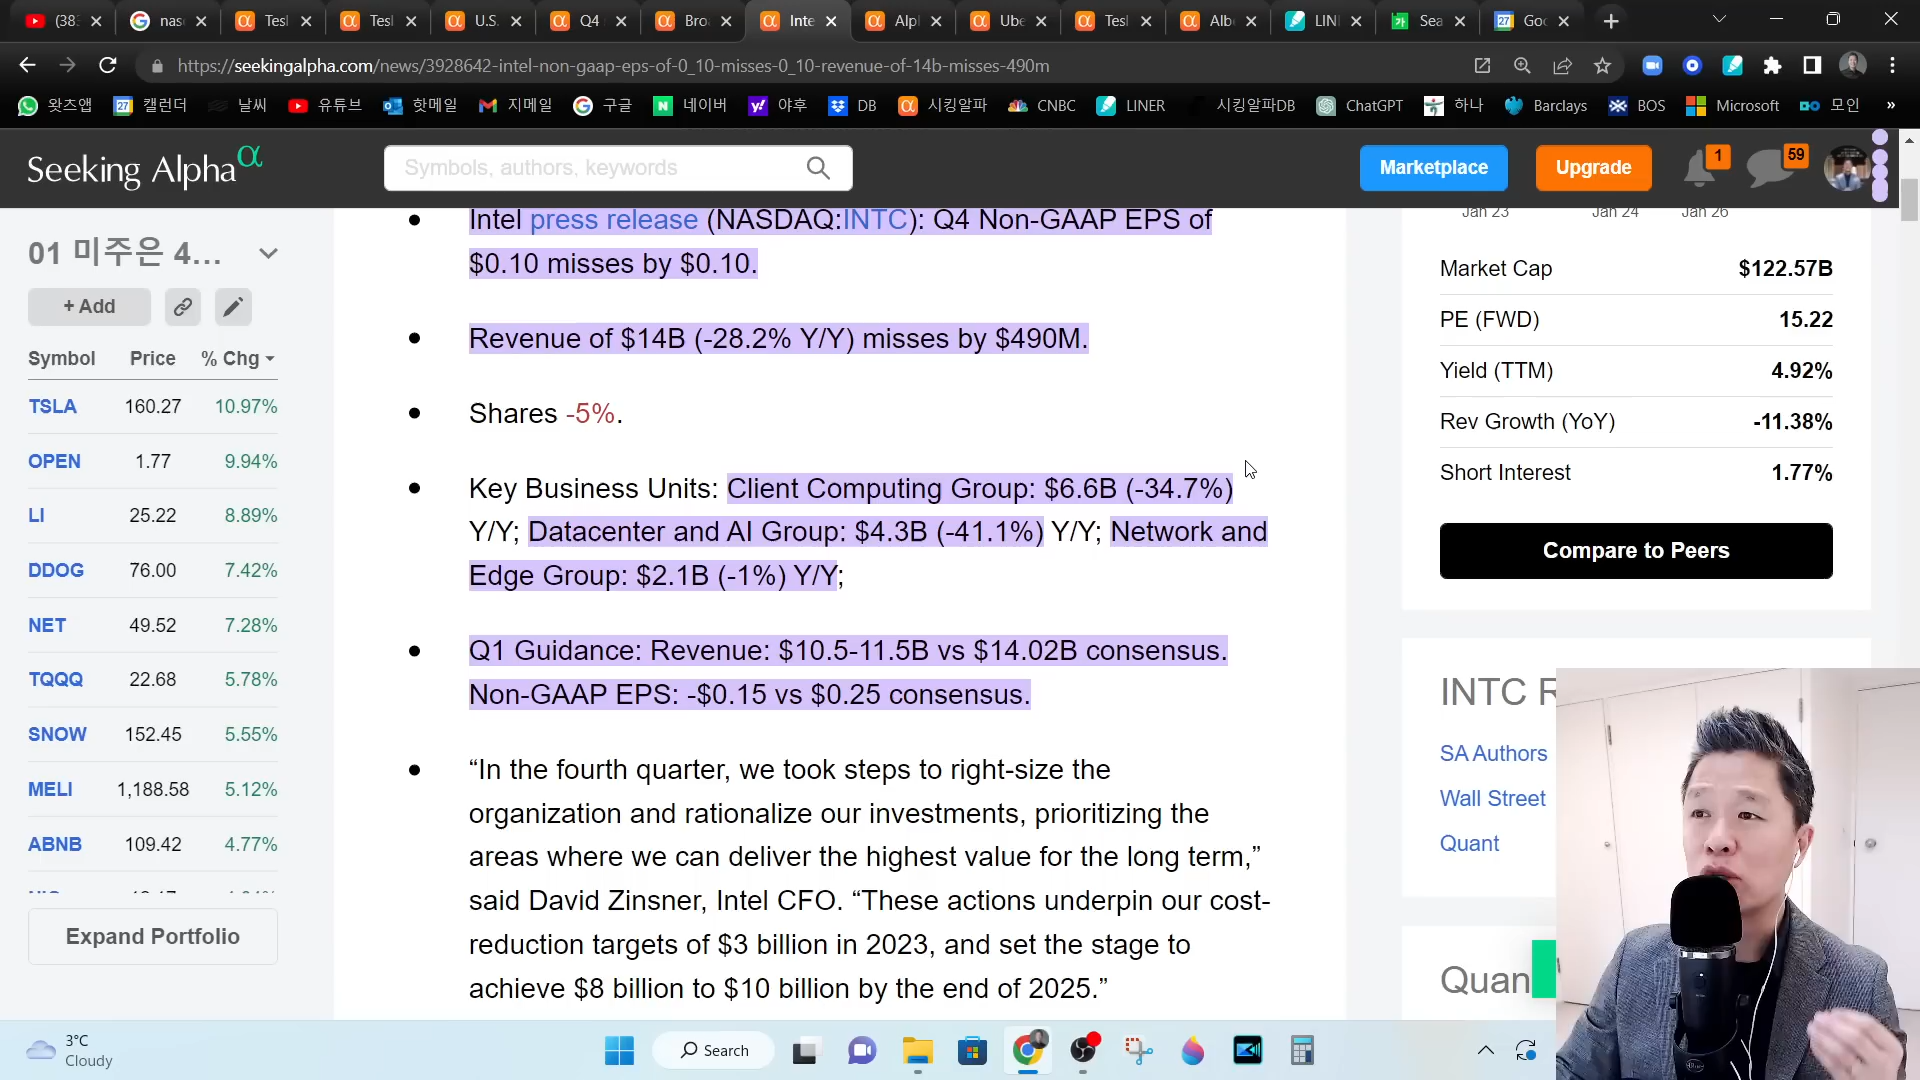 (38:
nas
Tesl
Tesl
U.S.
Q4
Bro
Inte
Alpl
Ube
Tesl
Alb
LINI
Sea
Goo
https://seekingalpha.com/news/3928642-intel-non-gaap-eps-of-0_10-misses-0_10-revenue-of-14b-misses-490m
왓츠앱
캘린더
날씨
유튜브
핫메일
지메일
구글
네이버
야후
DB
시킹알파
CNBC
LINER
시킹알파DB
ChatGPT
하나
Barclays
BOS
Microsoft
모인
»
Seeking Alpha α
Symbols, authors, keywords
Marketplace
Upgrade
1
59
01 미주은 4...
+ Add
Symbol Price % Chg
TSLA 160.27 10.97%
OPEN 1.77 9.94%
LI 25.22 8.89%
DDOG 76.00 7.42%
NET 49.52 7.28%
TQQQ 22.68 5.78%
SNOW 152.45 5.55%
MELI 1,188.58 5.12%
ABNB 109.42 4.77%
Expand Portfolio
Intel press release (NASDAQ:INTC): Q4 Non-GAAP EPS of
$0.10 misses by $0.10.
Revenue of $14B (-28.2% Y/Y) misses by $490M.
Shares -5%.
Key Business Units: Client Computing Group: $6.6B (-34.7%)
Y/Y; Datacenter and AI Group: $4.3B (-41.1%) Y/Y; Network and
Edge Group: $2.1B (-1%) Y/Y;
Q1 Guidance: Revenue: $10.5-11.5B vs $14.02B consensus.
Non-GAAP EPS: -$0.15 vs $0.25 consensus.
“In the fourth quarter, we took steps to right-size the
organization and rationalize our investments, prioritizing the
areas where we can deliver the highest value for the long term,”
said David Zinsner, Intel CFO. “These actions underpin our cost-
reduction targets of $3 billion in 2023, and set the stage to
achieve $8 billion to $10 billion by the end of 2025.”
Jan 23 Jan 24 Jan 26
Market Cap $122.57B
PE (FWD) 15.22
Yield (TTM) 4.92%
Rev Growth (YoY) -11.38%
Short Interest 1.77%
Compare to Peers
INTC R
SA Authors
Wall Street
Quant
Quan
3°C
Cloudy
Search